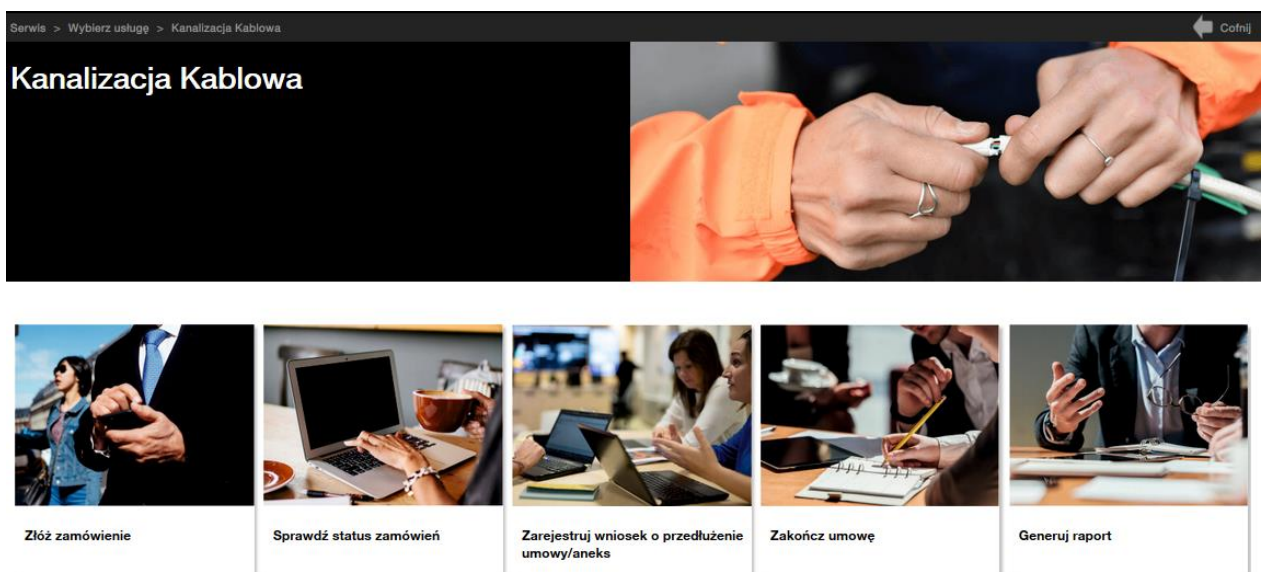 Serwis > Wybierz usługę > Kanalizacja Kablowa
Cofnij
Kanalizacja Kablowa
Złóż zamówienie
Sprawdź status zamówień
Zarejestruj wniosek o przedłużenie
umowy/aneks
Zakończ umowę
Generuj raport